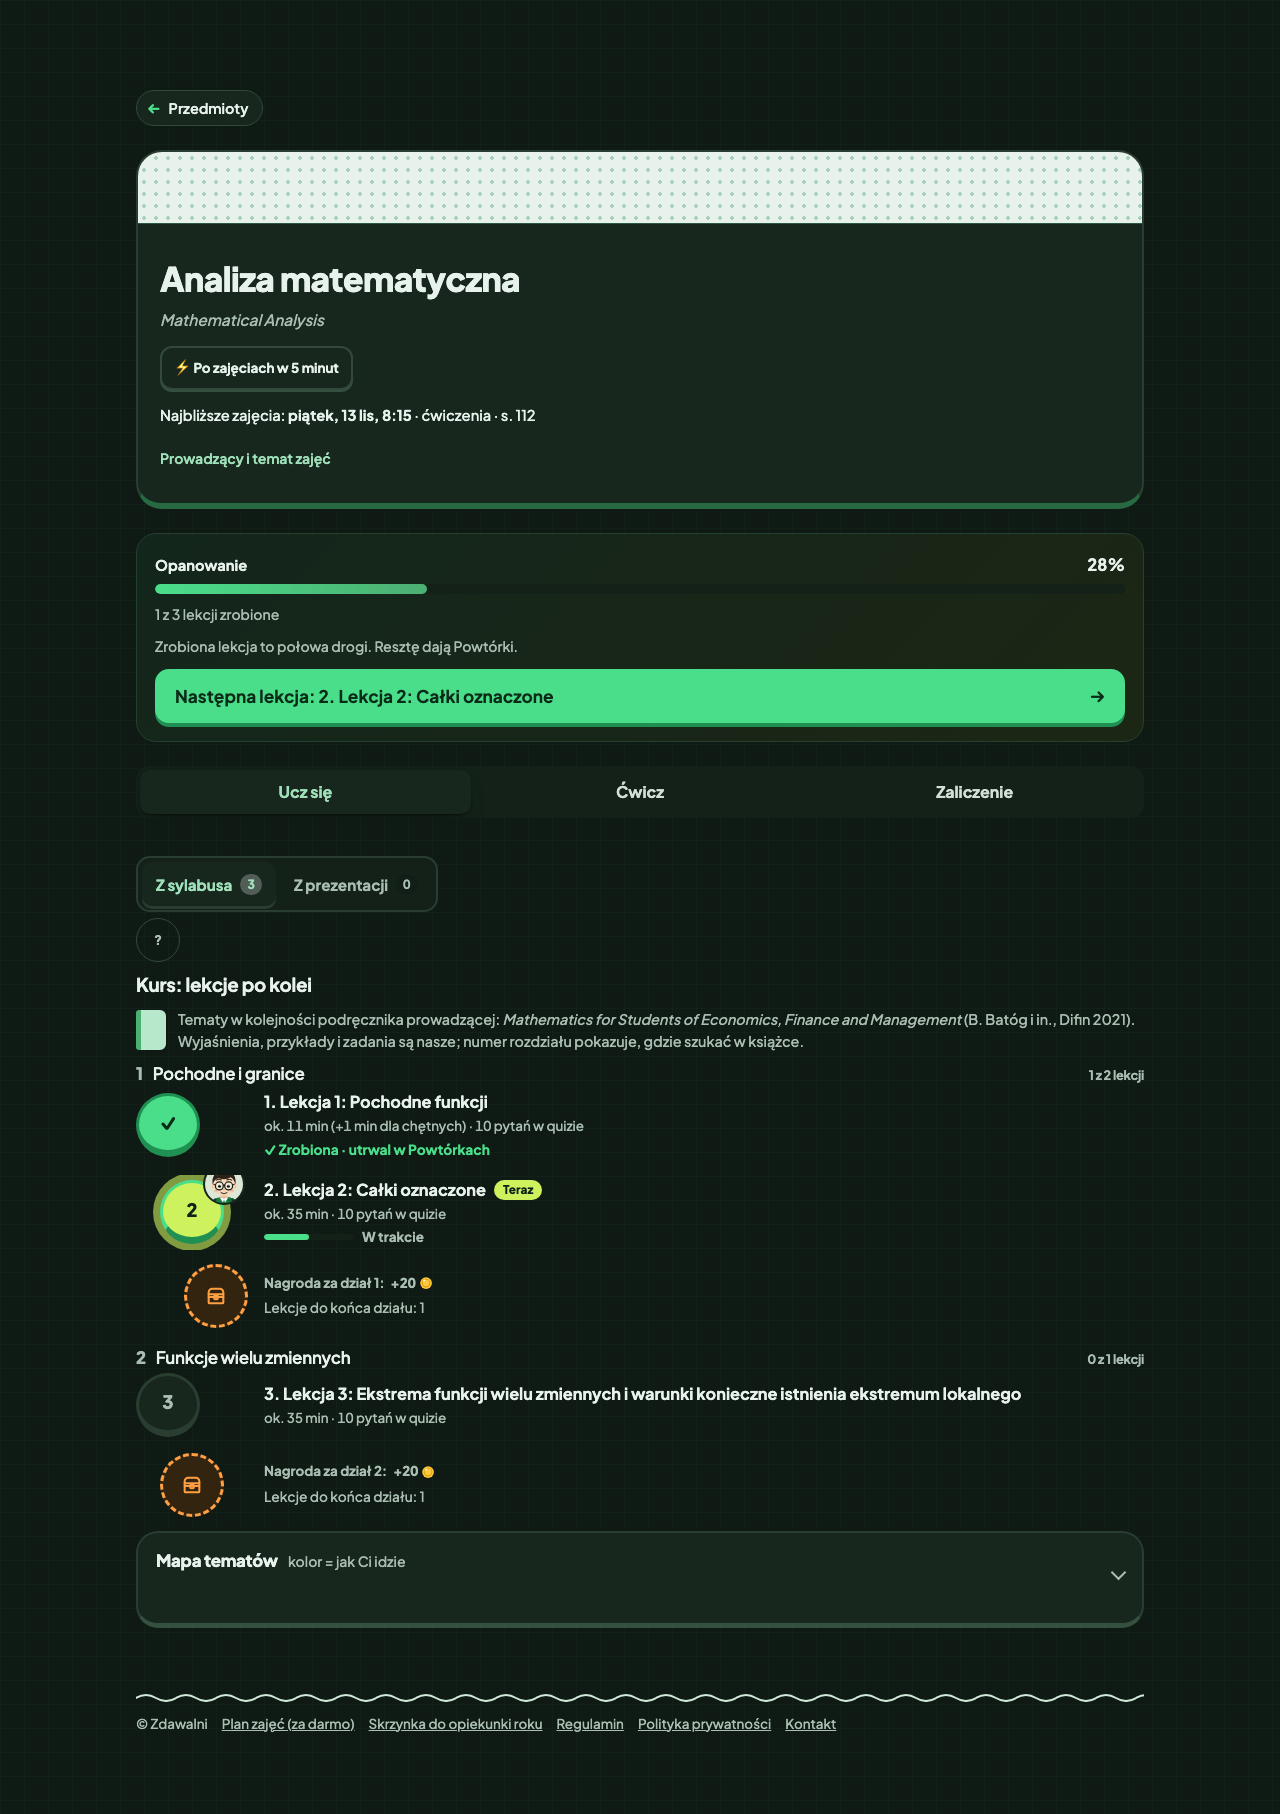 ← Przedmioty
Analiza matematyczna
Mathematical Analysis
⚡ Po zajęciach w 5 minut
Najbliższe zajęcia: piątek, 13 lis, 8:15 · ćwiczenia · s. 112
Prowadzący i temat zajęć
Opanowanie 28%
1 z 3 lekcji zrobione
Zrobiona lekcja to połowa drogi. Resztę dają Powtórki.
Następna lekcja: 2. Lekcja 2: Całki oznaczone →
Ucz się Ćwicz Zaliczenie
Z sylabusa 3 Z prezentacji 0
?
Kurs: lekcje po kolei
Tematy w kolejności podręcznika prowadzącej: Mathematics for Students of Economics, Finance and Management (B. Batóg i in., Difin 2021).
Wyjaśnienia, przykłady i zadania są nasze; numer rozdziału pokazuje, gdzie szukać w książce.
1 Pochodne i granice 1 z 2 lekcji
1. Lekcja 1: Pochodne funkcji
ok. 11 min (+1 min dla chętnych) · 10 pytań w quizie
✓ Zrobiona · utrwal w Powtórkach
2 2. Lekcja 2: Całki oznaczone Teraz
ok. 35 min · 10 pytań w quizie
W trakcie
Nagroda za dział 1: +20
Lekcje do końca działu: 1
2 Funkcje wielu zmiennych 0 z 1 lekcji
3 3. Lekcja 3: Ekstrema funkcji wielu zmiennych i warunki konieczne istnienia ekstremum lokalnego
ok. 35 min · 10 pytań w quizie
Nagroda za dział 2: +20
Lekcje do końca działu: 1
Mapa tematów kolor = jak Ci idzie
© Zdawalni Plan zajęć (za darmo) Skrzynka do opiekunki roku Regulamin Polityka prywatności Kontakt